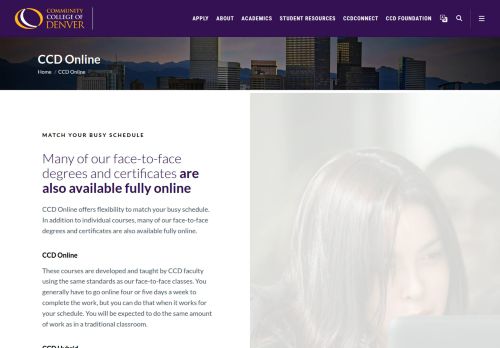 COMMUNITY
COLLEGE OF
DENVER
APPLY ABOUT ACADEMICS STUDENT RESOURCES CCDCONNECT CCD FOUNDATION
CCD Online
Home / CCD Online
MATCH YOUR BUSY SCHEDULE
Many of our face-to-face
degrees and certificates are
also available fully online
CCD Online offers flexibility to match your busy schedule.
In addition to individual courses, many of our face-to-face
degrees and certificates are also available fully online.
CCD Online
These courses are developed and taught by CCD faculty
using the same standards as our face-to-face classes. You
generally have to go online four or five days a week to
complete the work, but you can do that when it works for
your schedule. You will be expected to do the same amount
of work as in a traditional classroom.
CCD Hybrid